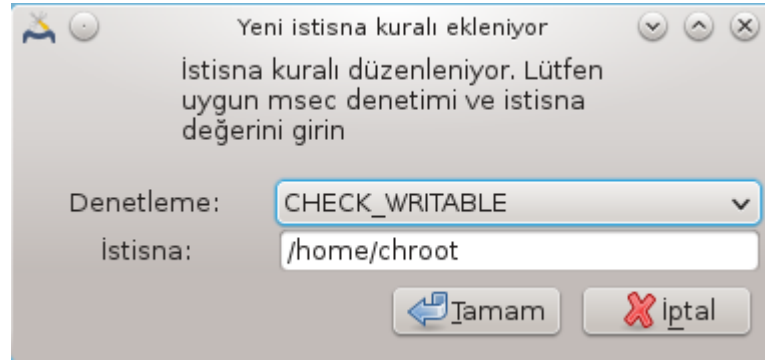 Yeni istisna kuralı ekleniyor
İstisna kuralı düzenleniyor. Lütfen
uygun msec denetimi ve istisna
değerini girin
Denetleme: CHECK_WRITABLE
İstisna: /home/chroot
Tamam İptal